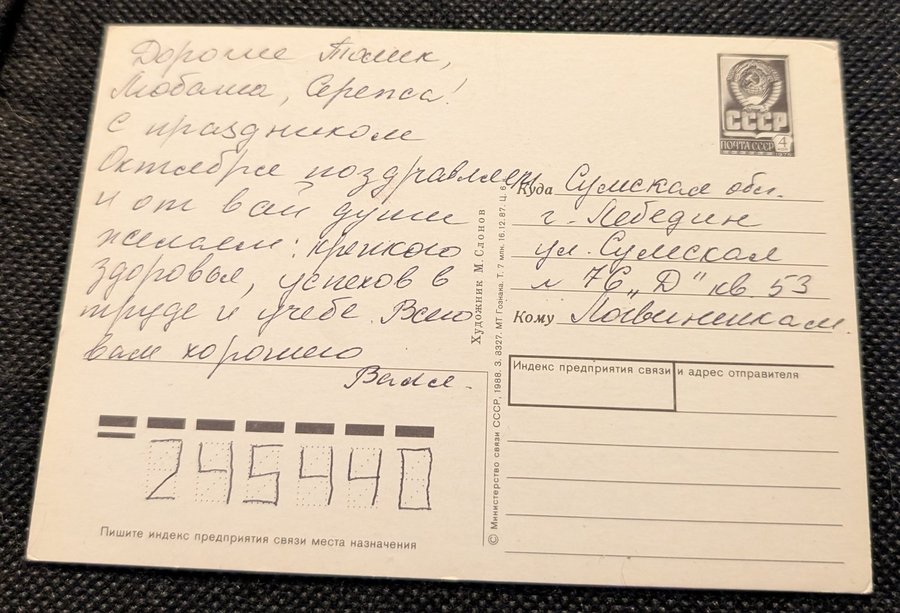 Дорогие Толик,
Любаша, Сережа!
С праздником
Октября поздравляем
и от всей души
желаем: крепкого
здоровья, успехов в
труде и учебе. Всего
вам хорошего
Валя.
СССР
ПОЧТА СССР 4
Куда Сумская обл.
г. Лебедин
ул. Сумская
76 „Д" кв 53
Кому
Индекс предприятия связи и адрес отправителя
Художник М. Слонов
© Министерство связи СССР, 1988. З. 8327. МТ Гознака. Т. 7 млн. 16.12.87. Ц. 6
245440
Пишите индекс предприятия связи места назначения